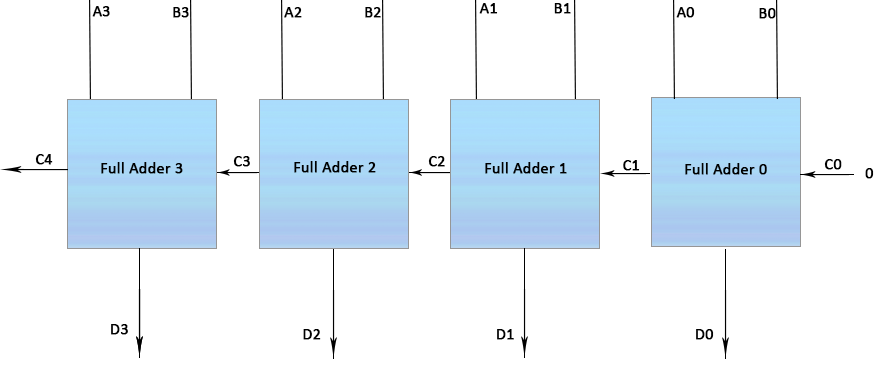 A3 B3 A2 B2 A1 B1 A0 B0
C4 Full Adder 3 C3 Full Adder 2 C2 Full Adder 1 C1 Full Adder 0 C0 0
D3 D2 D1 D0